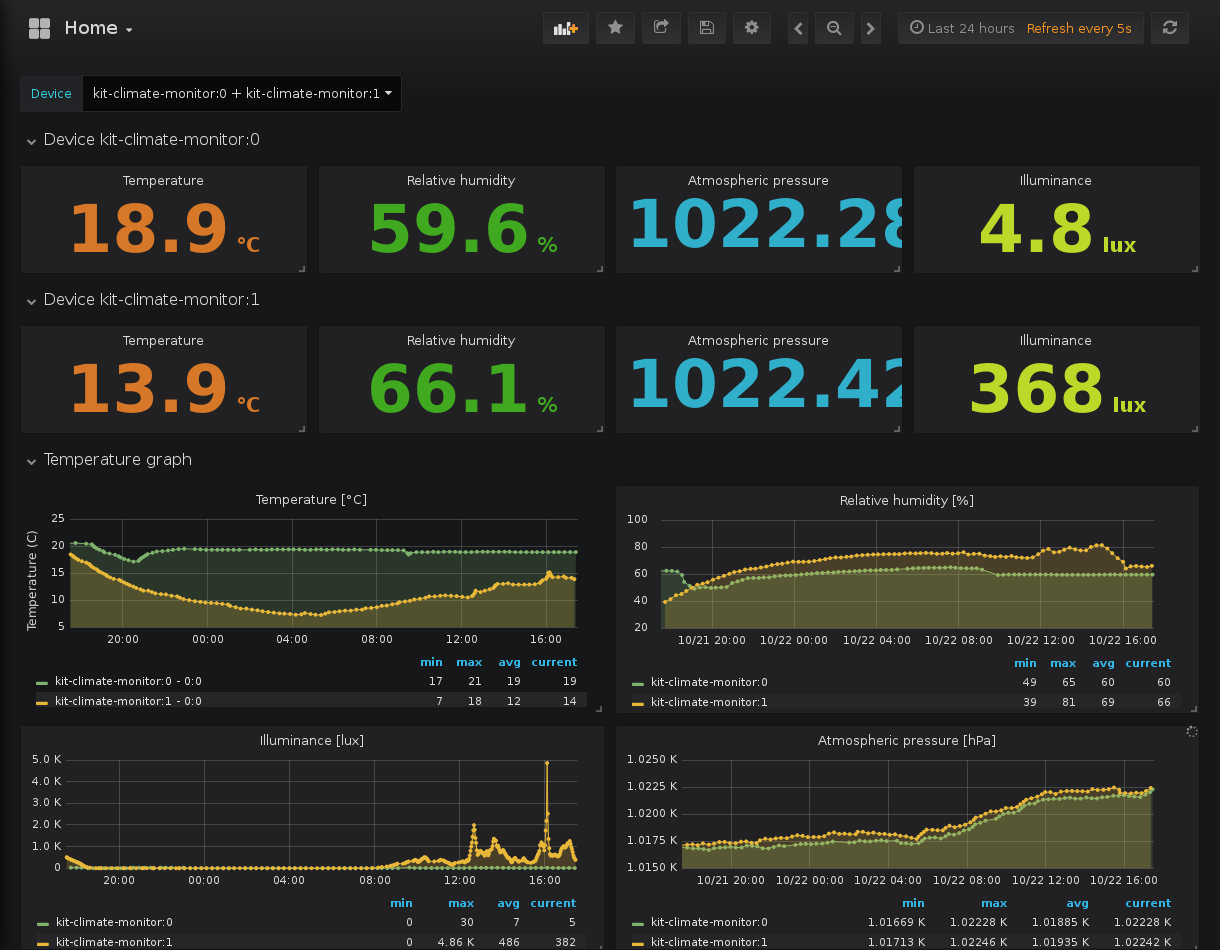 Home
Last 24 hours Refresh every 5s
Device kit-climate-monitor:0 + kit-climate-monitor:1
Device kit-climate-monitor:0
Temperature Relative humidity Atmospheric pressure Illuminance
18.9 °C 59.6 % 1022.28 4.8 lux
Device kit-climate-monitor:1
Temperature Relative humidity Atmospheric pressure Illuminance
13.9 °C 66.1 % 1022.42 368 lux
Temperature graph
Temperature [°C]
Temperature (C)
25
20
15
10
5
20:00 00:00 04:00 08:00 12:00 16:00
min max avg current
kit-climate-monitor:0 - 0:0 17 21 19 19
kit-climate-monitor:1 - 0:0 7 18 12 14
Relative humidity [%]
100
80
60
40
20
10/21 20:00 10/22 00:00 10/22 04:00 10/22 08:00 10/22 12:00 10/22 16:00
min max avg current
kit-climate-monitor:0 49 65 60 60
kit-climate-monitor:1 39 81 69 66
Illuminance [lux]
5.0 K
4.0 K
3.0 K
2.0 K
1.0 K
0
20:00 00:00 04:00 08:00 12:00 16:00
min max avg current
kit-climate-monitor:0 0 30 7 5
kit-climate-monitor:1 0 4.86 K 486 382
Atmospheric pressure [hPa]
1.0250 K
1.0225 K
1.0200 K
1.0175 K
1.0150 K
10/21 20:00 10/22 00:00 10/22 04:00 10/22 08:00 10/22 12:00 10/22 16:00
min max avg current
kit-climate-monitor:0 1.01669 K 1.02228 K 1.01885 K 1.02228 K
kit-climate-monitor:1 1.01713 K 1.02246 K 1.01935 K 1.02242 K